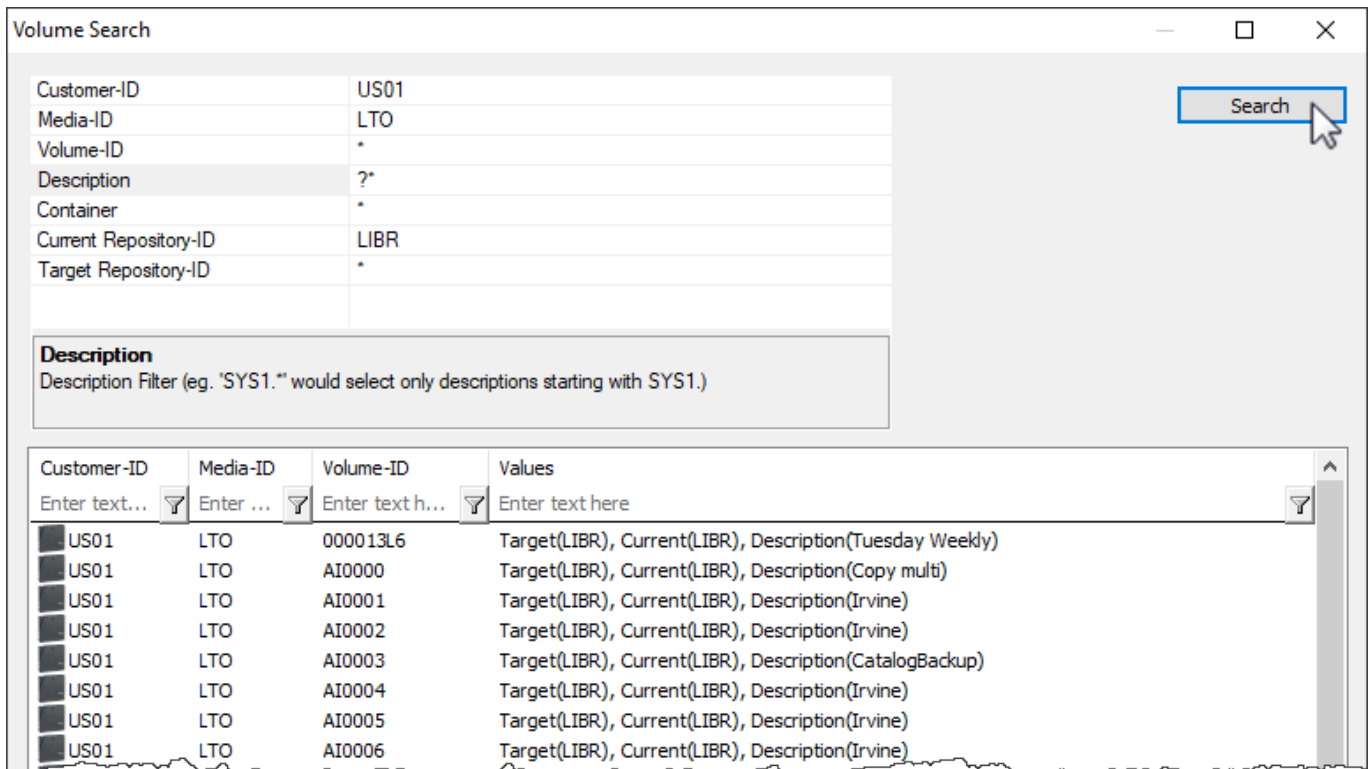 Volume Search
Customer-ID US01
Media-ID LTO
Volume-ID *
Description ?*
Container *
Current Repository-ID LIBR
Target Repository-ID *
Search
Description
Description Filter (eg. 'SYS1.*' would select only descriptions starting with SYS1.)
Customer-ID Media-ID Volume-ID Values
Enter text... Enter ... Enter text h... Enter text here
US01 LTO 000013L6 Target(LIBR), Current(LIBR), Description(Tuesday Weekly)
US01 LTO AI0000 Target(LIBR), Current(LIBR), Description(Copy multi)
US01 LTO AI0001 Target(LIBR), Current(LIBR), Description(Irvine)
US01 LTO AI0002 Target(LIBR), Current(LIBR), Description(Irvine)
US01 LTO AI0003 Target(LIBR), Current(LIBR), Description(CatalogBackup)
US01 LTO AI0004 Target(LIBR), Current(LIBR), Description(Irvine)
US01 LTO AI0005 Target(LIBR), Current(LIBR), Description(Irvine)
US01 LTO AI0006 Target(LIBR), Current(LIBR), Description(Irvine)